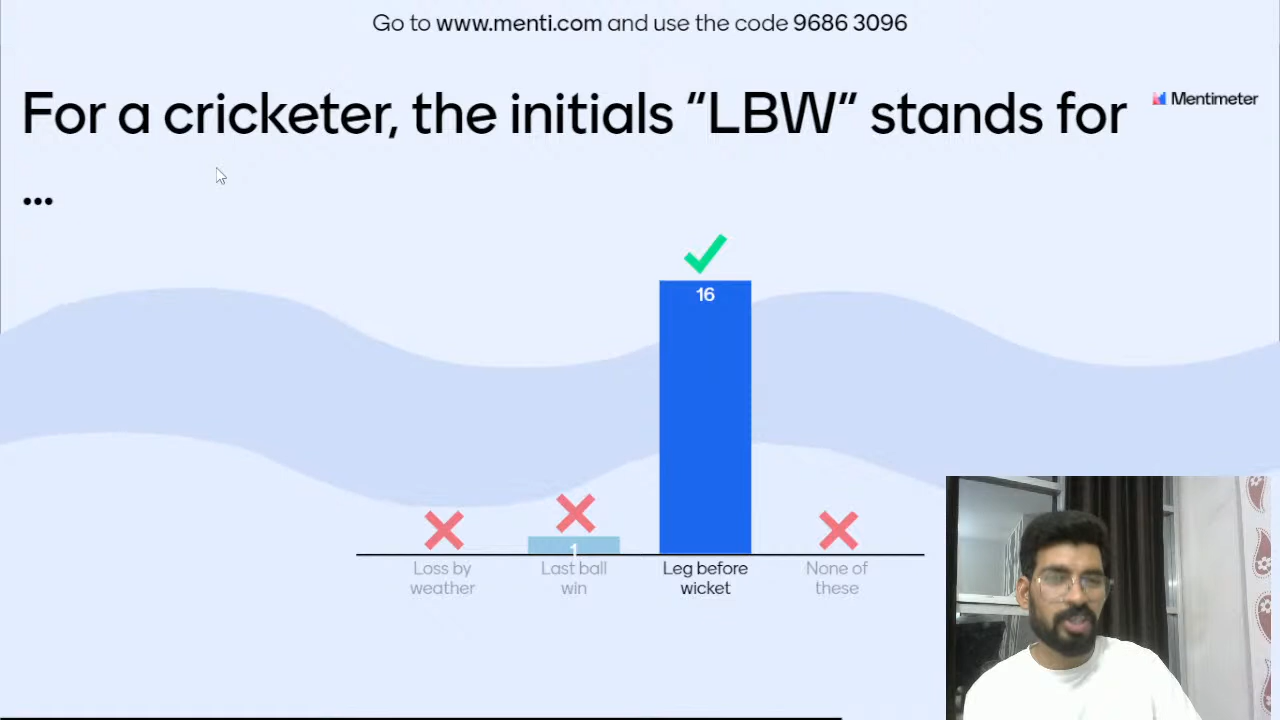 Go to www.menti.com and use the code 9686 3096
For a cricketer, the initials “LBW” stands for
...
Mentimeter
16
1
Loss by
weather
Last ball
win
Leg before
wicket
None of
these